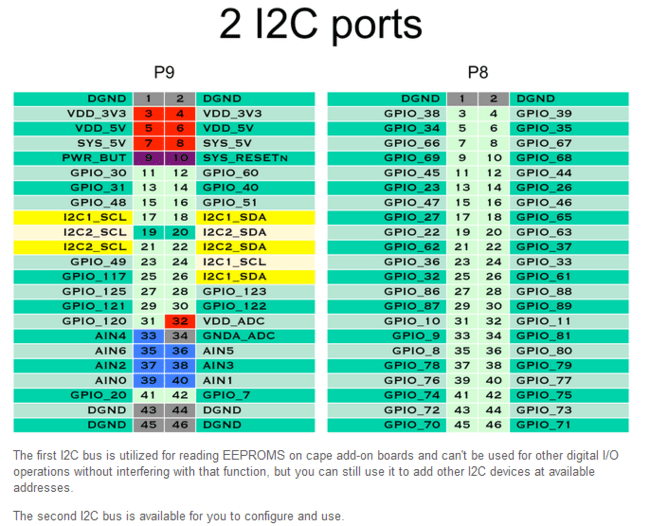 2 I2C ports
P9 P8
DGND 1 2 DGND DGND 1 2 DGND
VDD_3V3 3 4 VDD_3V3 GPIO_38 3 4 GPIO_39
VDD_5V 5 6 VDD_5V GPIO_34 5 6 GPIO_35
SYS_5V 7 8 SYS_5V GPIO_66 7 8 GPIO_67
PWR_BUT 9 10 SYS_RESETN GPIO_69 9 10 GPIO_68
GPIO_30 11 12 GPIO_60 GPIO_45 11 12 GPIO_44
GPIO_31 13 14 GPIO_40 GPIO_23 13 14 GPIO_26
GPIO_48 15 16 GPIO_51 GPIO_47 15 16 GPIO_46
I2C1_SCL 17 18 I2C1_SDA GPIO_27 17 18 GPIO_65
I2C2_SCL 19 20 I2C2_SDA GPIO_22 19 20 GPIO_63
I2C2_SCL 21 22 I2C2_SDA GPIO_62 21 22 GPIO_37
GPIO_49 23 24 I2C1_SCL GPIO_36 23 24 GPIO_33
GPIO_117 25 26 I2C1_SDA GPIO_32 25 26 GPIO_61
GPIO_125 27 28 GPIO_123 GPIO_86 27 28 GPIO_88
GPIO_121 29 30 GPIO_122 GPIO_87 29 30 GPIO_89
GPIO_120 31 32 VDD_ADC GPIO_10 31 32 GPIO_11
AIN4 33 34 GNDA_ADC GPIO_9 33 34 GPIO_81
AIN6 35 36 AIN5 GPIO_8 35 36 GPIO_80
AIN2 37 38 AIN3 GPIO_78 37 38 GPIO_79
AIN0 39 40 AIN1 GPIO_76 39 40 GPIO_77
GPIO_20 41 42 GPIO_7 GPIO_74 41 42 GPIO_75
DGND 43 44 DGND GPIO_72 43 44 GPIO_73
DGND 45 46 DGND GPIO_70 45 46 GPIO_71
The first I2C bus is utilized for reading EEPROMS on cape add-on boards and can't be used for other digital I/O
operations without interfering with that function, but you can still use it to add other I2C devices at available
addresses.
The second I2C bus is available for you to configure and use.